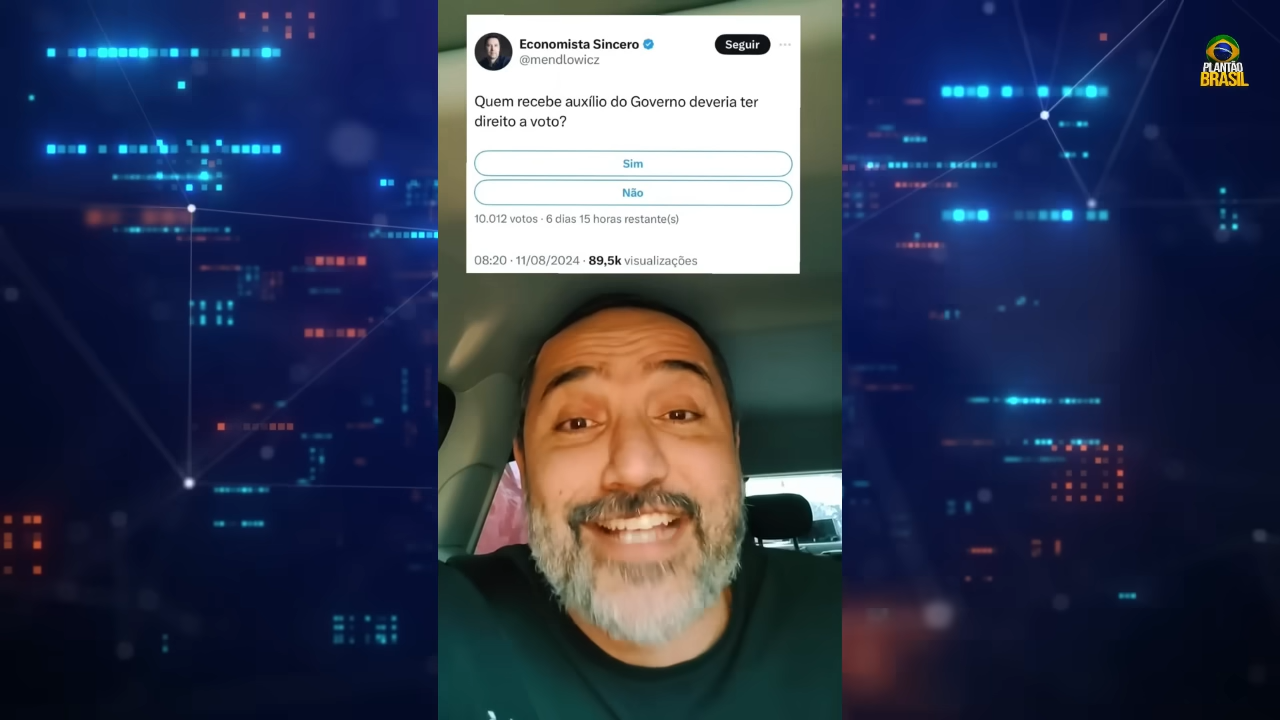 Economista Sincero
Seguir
@mendlowicz
Quem recebe auxílio do Governo deveria ter
direito a voto?
Sim
Não
10.012 votos · 6 dias 15 horas restante(s)
08:20 · 11/08/2024 · 89,5k visualizações
PLANTÃO
BRASIL